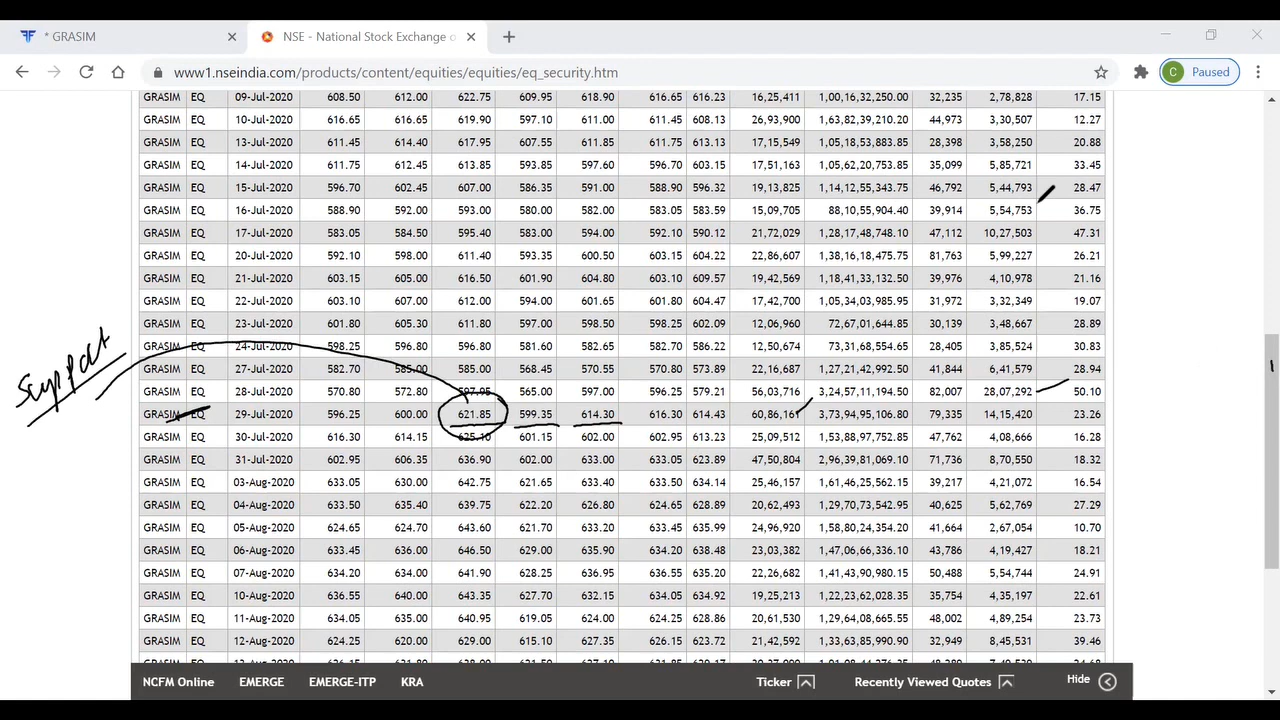 * GRASIM
NSE - National Stock Exchange o
www1.nseindia.com/products/content/equities/equities/eq_security.htm
C Paused
GRASIM EQ 09-Jul-2020 608.50 612.00 622.75 609.95 618.90 616.65 616.23 16,25,411 1,00,16,32,250.00 32,235 2,78,828 17.15
GRASIM EQ 10-Jul-2020 616.65 616.65 619.90 597.10 611.00 611.45 608.13 26,93,900 1,63,82,39,210.20 44,973 3,30,507 12.27
GRASIM EQ 13-Jul-2020 611.45 614.40 617.95 607.55 611.85 611.75 613.13 17,15,549 1,05,18,53,883.85 28,398 3,58,250 20.88
GRASIM EQ 14-Jul-2020 611.75 612.45 613.85 593.85 597.60 596.70 603.15 17,51,163 1,05,62,20,753.85 35,099 5,85,721 33.45
GRASIM EQ 15-Jul-2020 596.70 602.45 607.00 586.35 591.00 588.90 596.32 19,13,825 1,14,12,55,343.75 46,792 5,44,793 28.47
GRASIM EQ 16-Jul-2020 588.90 592.00 593.00 580.00 582.00 583.05 583.59 15,09,705 88,10,55,904.40 39,914 5,54,753 36.75
GRASIM EQ 17-Jul-2020 583.05 584.50 595.40 583.00 594.00 592.10 590.12 21,72,029 1,28,17,48,748.10 47,112 10,27,503 47.31
GRASIM EQ 20-Jul-2020 592.10 598.00 611.40 593.35 600.50 603.15 604.22 22,86,607 1,38,16,18,475.75 81,763 5,99,227 26.21
GRASIM EQ 21-Jul-2020 603.15 605.00 616.50 601.90 604.80 603.10 609.57 19,42,569 1,18,41,33,132.50 39,976 4,10,978 21.16
GRASIM EQ 22-Jul-2020 603.10 607.00 612.00 594.00 601.65 601.80 604.47 17,42,700 1,05,34,03,985.95 31,972 3,32,349 19.07
GRASIM EQ 23-Jul-2020 601.80 605.30 611.80 597.00 598.50 598.25 602.09 12,06,960 72,67,01,644.85 30,139 3,48,667 28.89
GRASIM EQ 24-Jul-2020 598.25 596.80 596.80 581.60 582.65 582.70 586.22 12,50,674 73,31,68,554.65 28,405 3,85,524 30.83
GRASIM EQ 27-Jul-2020 582.70 585.00 585.00 568.45 570.55 570.80 573.89 22,16,687 1,27,21,42,992.50 41,844 6,41,579 28.94
Support
GRASIM EQ 28-Jul-2020 570.80 572.80 597.95 565.00 597.00 596.25 579.21 56,03,716 3,24,57,11,194.50 82,007 28,07,292 50.10
GRASIM EQ 29-Jul-2020 596.25 600.00 621.85 599.35 614.30 616.30 614.43 60,86,161 3,73,94,95,106.80 79,335 14,15,420 23.26
GRASIM EQ 30-Jul-2020 616.30 614.15 625.10 601.15 602.00 602.95 613.23 25,09,512 1,53,88,97,752.85 47,762 4,08,666 16.28
GRASIM EQ 31-Jul-2020 602.95 606.35 636.90 602.00 633.00 633.05 623.89 47,50,804 2,96,39,81,069.10 71,736 8,70,550 18.32
GRASIM EQ 03-Aug-2020 633.05 630.00 642.75 621.65 633.40 633.50 634.14 25,46,157 1,61,46,25,562.15 39,217 4,21,072 16.54
GRASIM EQ 04-Aug-2020 633.50 635.40 639.75 622.20 626.80 624.65 628.89 20,62,493 1,29,70,73,542.95 40,625 5,62,769 27.29
GRASIM EQ 05-Aug-2020 624.65 624.70 643.60 621.70 633.20 633.45 635.99 24,96,920 1,58,80,24,354.20 41,664 2,67,054 10.70
GRASIM EQ 06-Aug-2020 633.45 636.00 646.50 629.00 635.90 634.20 638.48 23,03,382 1,47,06,66,336.10 43,786 4,19,427 18.21
GRASIM EQ 07-Aug-2020 634.20 634.00 641.90 628.25 636.95 636.55 635.20 22,26,682 1,41,43,90,980.15 50,488 5,54,744 24.91
GRASIM EQ 10-Aug-2020 636.55 640.00 643.35 627.70 632.15 634.05 634.92 19,25,213 1,22,23,62,028.35 35,754 4,35,197 22.61
GRASIM EQ 11-Aug-2020 634.05 635.00 640.95 619.05 624.00 624.25 628.86 20,61,530 1,29,64,08,665.55 48,002 4,89,254 23.73
GRASIM EQ 12-Aug-2020 624.25 620.00 629.00 615.10 627.35 626.15 623.72 21,42,592 1,33,63,85,990.90 32,949 8,45,531 39.46
NCFM Online EMERGE EMERGE-ITP KRA Ticker Recently Viewed Quotes Hide